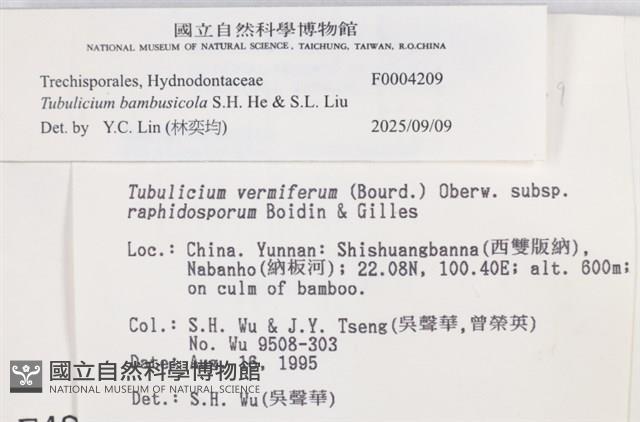 國立自然科學博物館
NATIONAL MUSEUM OF NATURAL SCIENCE, TAICHUNG, TAIWAN, R.O.CHINA
Trechisporales, Hydnodontaceae F0004209
Tubulicium bambusicola S.H. He & S.L. Liu
Det. by Y.C. Lin (林奕均) 2025/09/09
Tubulicium vermiferum (Bourd.) Oberw. subsp.
raphidosporum Boidin & Gilles
Loc.: China. Yunnan: Shishuangbanna(西雙版納),
Nabanho(納板河); 22.08N, 100.40E; alt. 600m;
on culm of bamboo.
Col.: S.H. Wu & J.Y. Tseng(吳聲華,曾榮英)
No. Wu 9508-303
Date: Aug. 16, 1995
國立自然科學博物館
NATIONAL MUSEUM OF NATURAL SCIENCE
Det.: S.H. Wu(吳聲華)